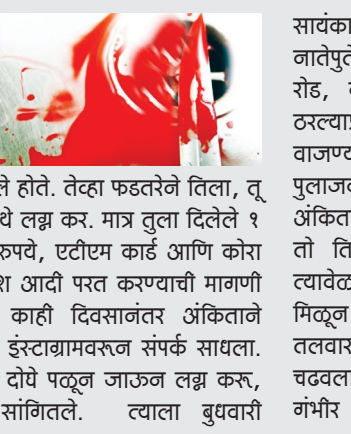 ले होते. तेव्हा फडतरेने तिला, तू
थे लग्न कर. मात्र तुला दिलेले १
रुपये, एटीएम कार्ड आणि कोरा
श आदी परत करण्याची मागणी
काही दिवसानंतर अंकिताने
इंस्टाग्रामवरून संपर्क साधला.
दोघे पळून जाऊन लग्न करू,
सांगितले. त्याला बुधवारी
सायंका
नातेपुते
रोड,
ठरल्याप्र
वाजण्य
पुलाजव
अंकिता
तो ति
त्यावेळ
मिळून
तलवार
चढवला
गंभीर